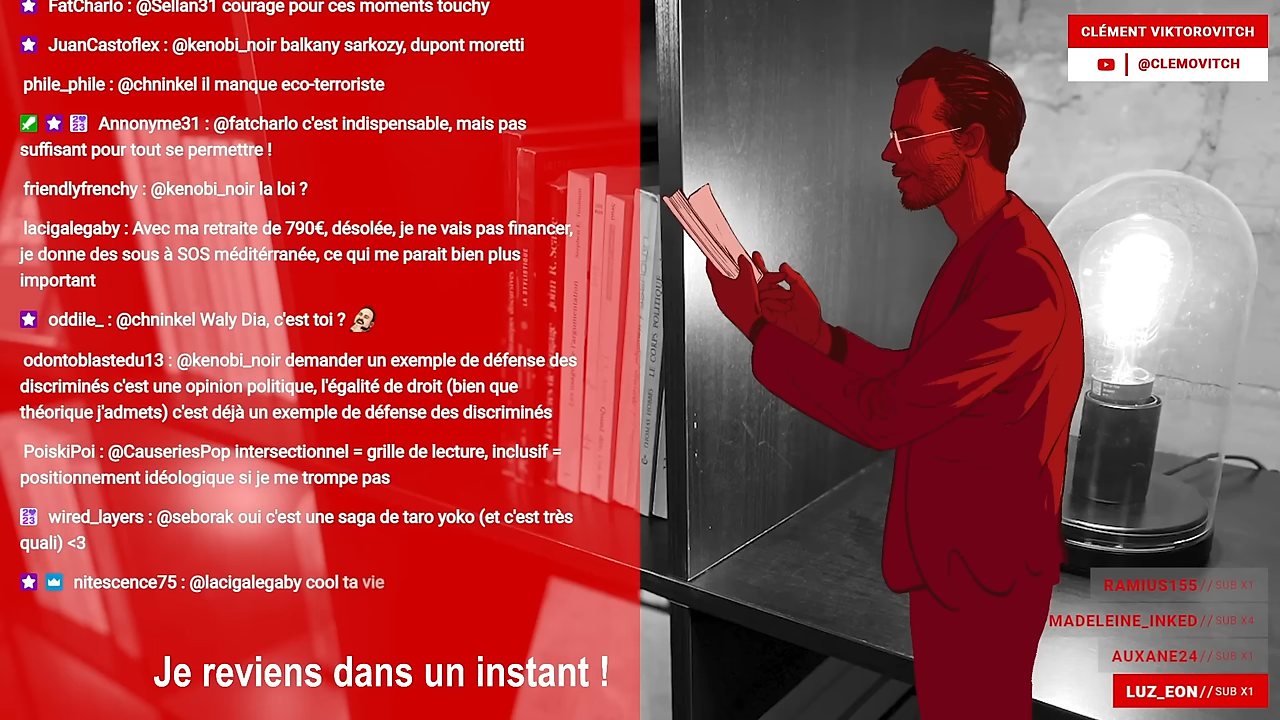 FatCharlo : @Sellan31 courage pour ces moments touchy
JuanCastoflex : @kenobi_noir balkany sarkozy, dupont moretti
phile_phile : @chninkel il manque eco-terroriste
Annonyme31 : @fatcharlo c'est indispensable, mais pas
suffisant pour tout se permettre !
friendlyfrenchy : @kenobi_noir la loi ?
lacigalegaby : Avec ma retraite de 790€, désolée, je ne vais pas financer,
je donne des sous à SOS méditérranée, ce qui me parait bien plus
important
oddile_ : @chninkel Waly Dia, c'est toi ?
odontoblastedu13 : @kenobi_noir demander un exemple de défense des
discriminés c'est une opinion politique, l'égalité de droit (bien que
théorique j'admets) c'est déjà un exemple de défense des discriminés
PoiskiPoi : @CauseriesPop intersectionnel = grille de lecture, inclusif =
positionnement idéologique si je me trompe pas
wired_layers : @seborak oui c'est une saga de taro yoko (et c'est très
quali) <3
nitescence75 : @lacigalegaby cool ta vie
Je reviens dans un instant !
CLÉMENT VIKTOROVITCH
@CLEMOVITCH
LA STYLISTIQUE
LE CORPS POLITIQUE
RAMIUS155// SUB X1
MADELEINE_INKED// SUB X4
AUXANE24// SUB X1
LUZ_EON// SUB X1